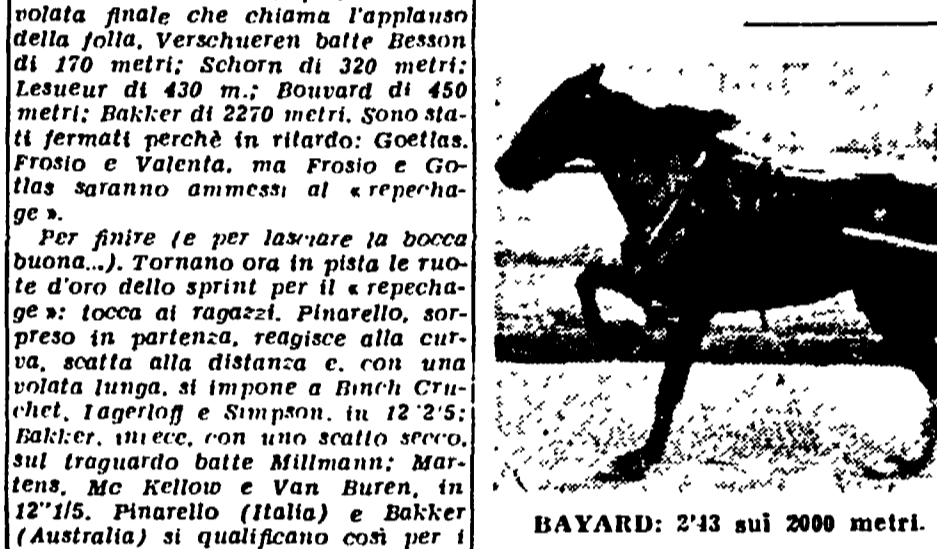 volata finale che chiama l'applauso
della folla, Verschueren batte Besson
di 170 metri; Schorn di 320 metri;
Lesueur di 430 m.; Bouvard di 450
metri; Bakker di 2270 metri. Sono sta-
ti fermati perchè in ritardo: Goetlas.
Frosio e Valenta, ma Frosio e Go-
tlas saranno ammessi al « repecha-
ge ».
Per finire (e per lasciare la bocca
buona...). Tornano ora in pista le ruo-
te d'oro dello sprint per il « repecha-
ge »: tocca ai ragazzi. Pinarello, sor-
preso in partenza, reagisce alla cur-
va, scatta alla distanza e, con una
volata lunga, si impone a Binch Cru-
chet, Tagerloff e Simpson, in 12"2/5;
Bakker, invece, con uno scatto secco,
sul traguardo batte Millmann; Mar-
tens, Mc Kellow e Van Buren, in
12"1/5. Pinarello (Italia) e Bakker
(Australia) si qualificano così per i
BAYARD: 2'43 sui 2000 metri.